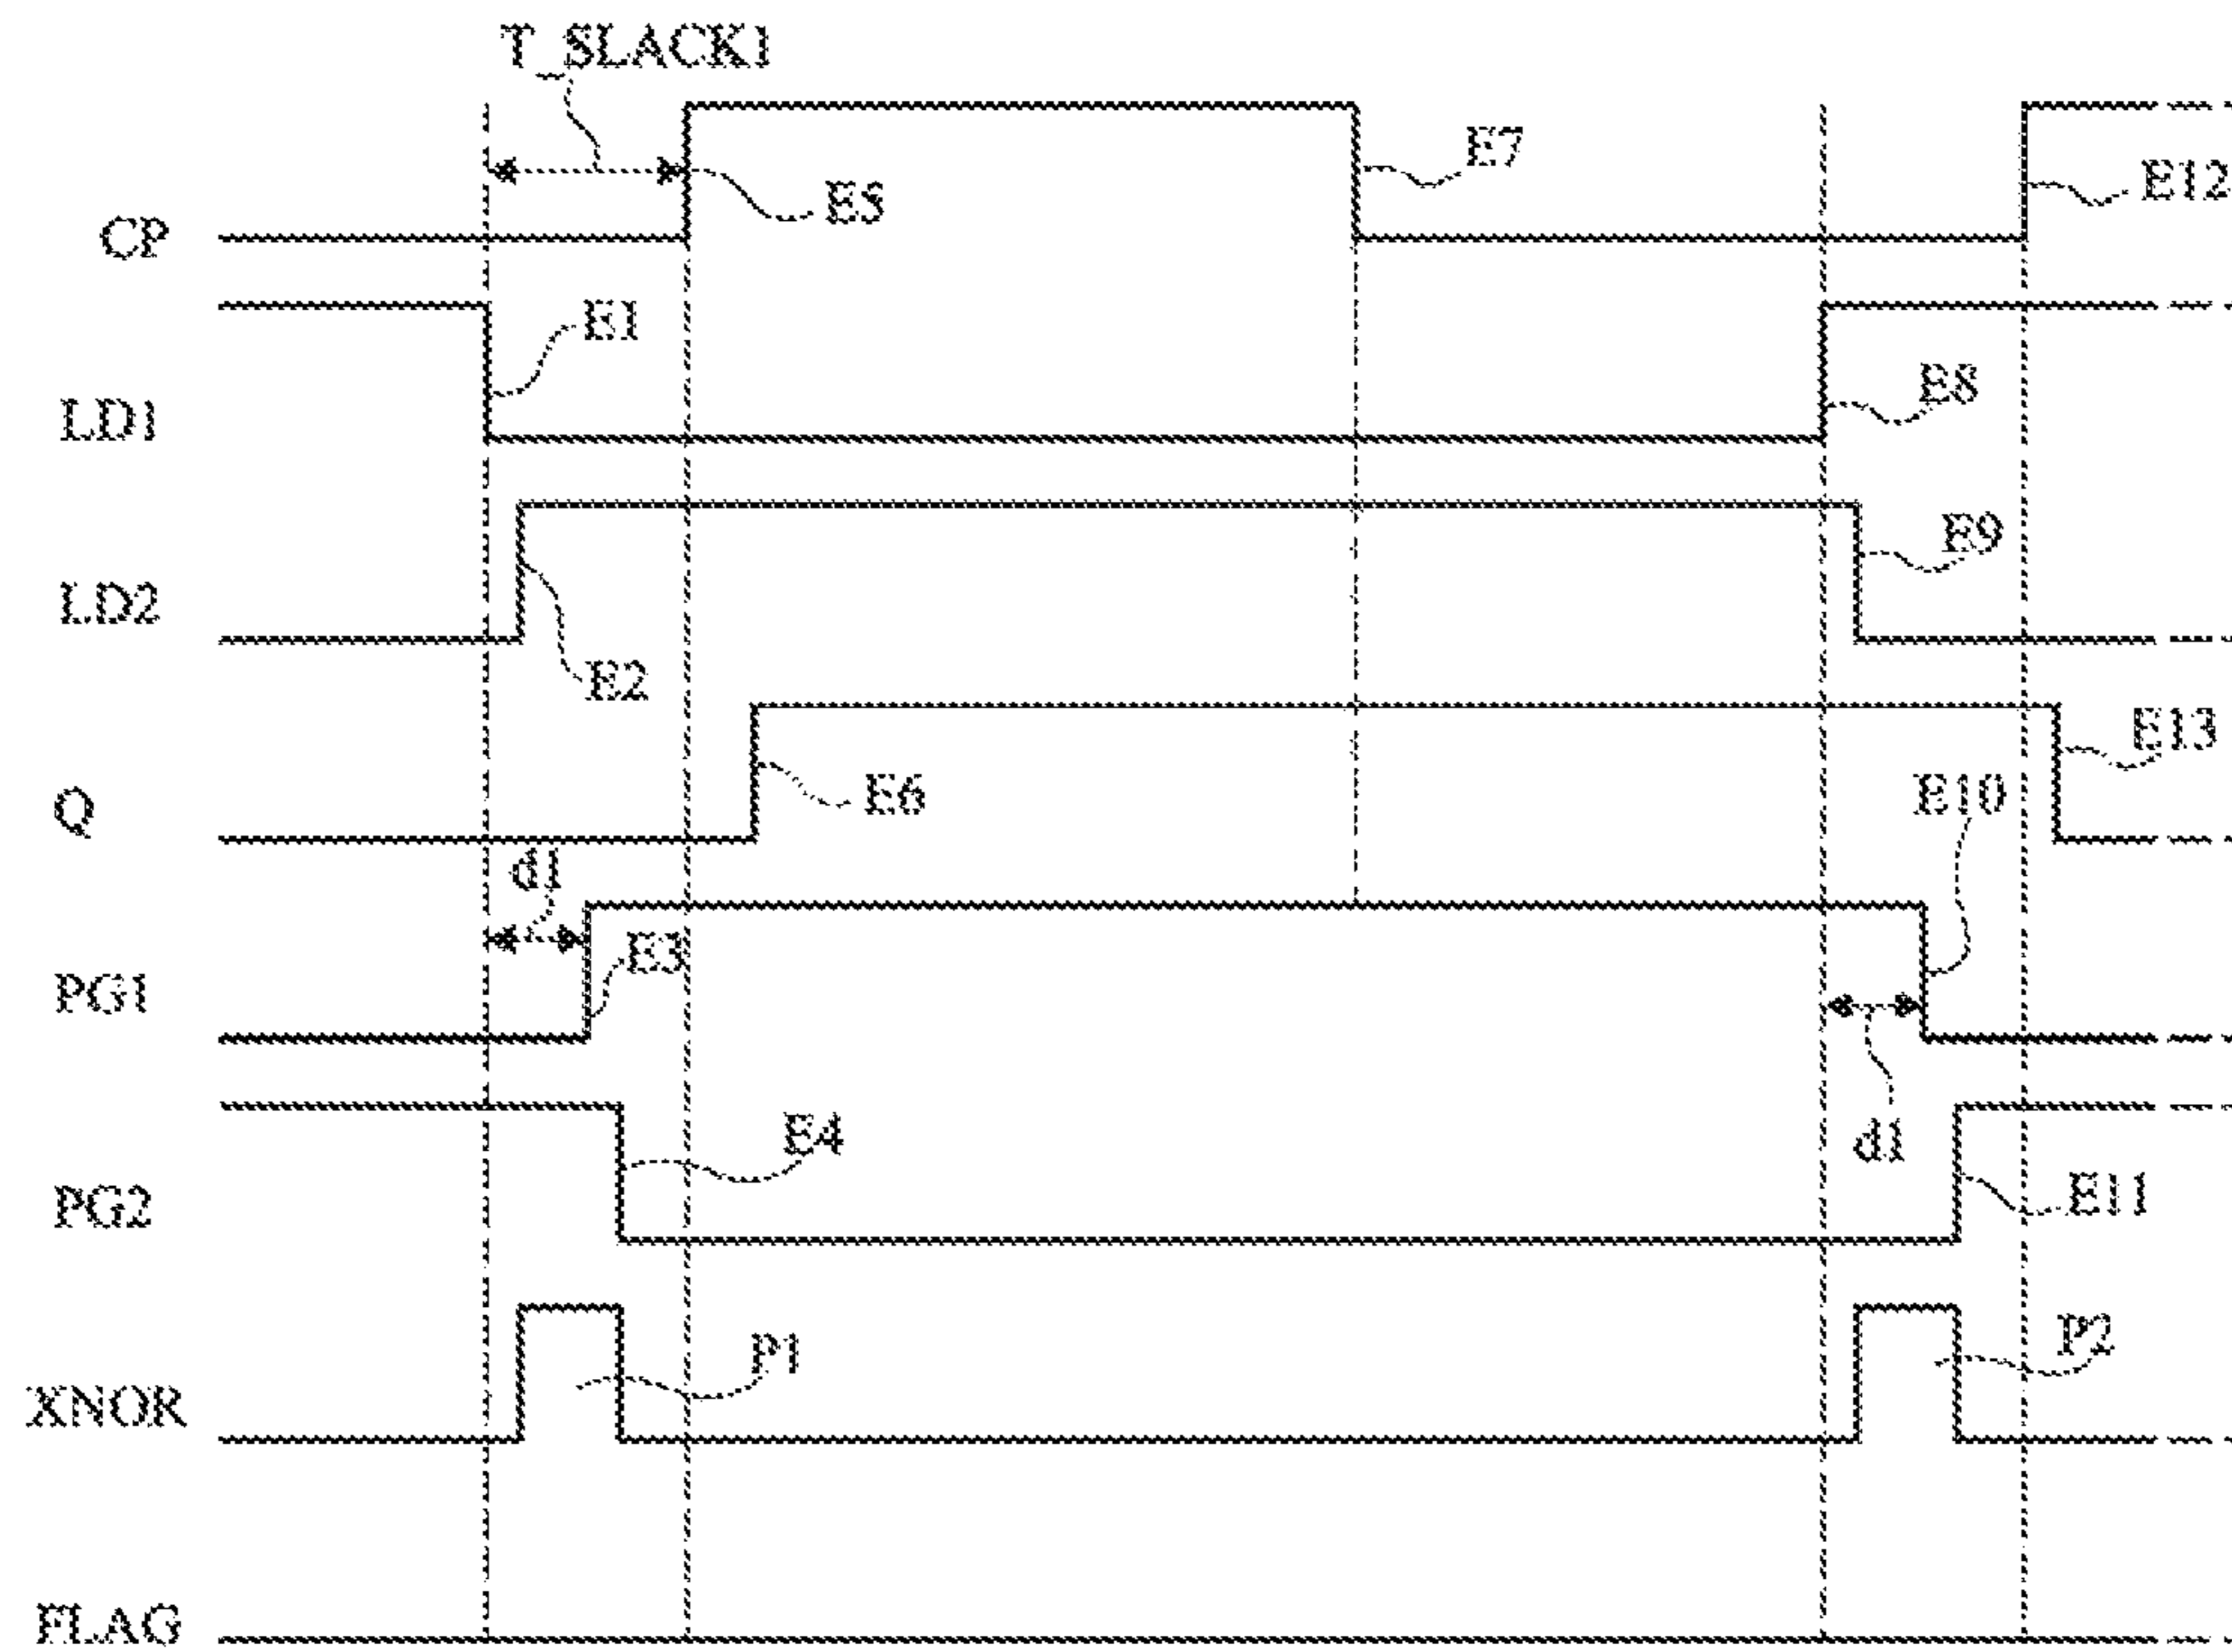 T_SLACK1
E7
E12
E5
CP
E1
E8
LD1
E9
LD2
E2
E13
E10
E6
Q
d1
E3
PG1
E4
d1
E11
PG2
P1
P2
XNOR
FLAG